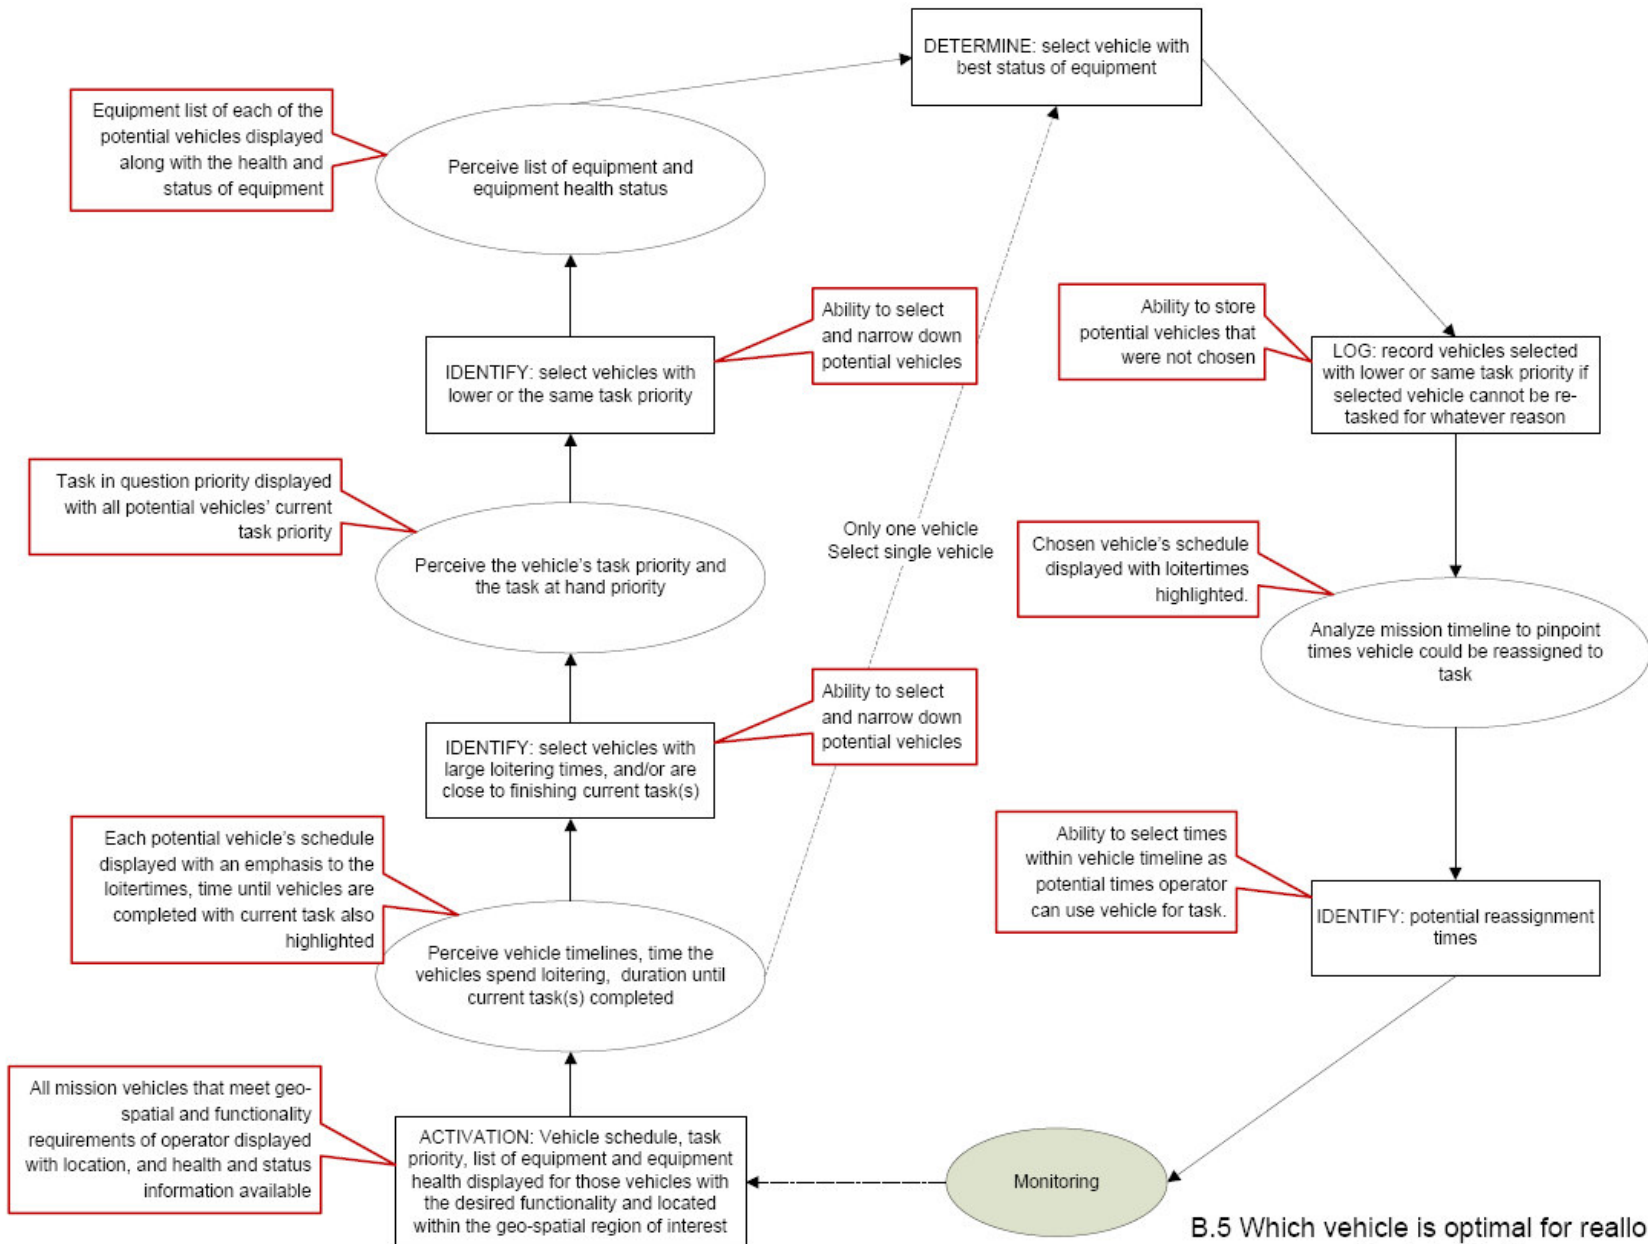 DETERMINE: select vehicle with
best status of equipment
Equipment list of each of the
potential vehicles displayed
along with the health and
status of equipment
Perceive list of equipment and
equipment health status
Ability to select
and narrow down
potential vehicles
IDENTIFY: select vehicles with
lower or the same task priority
Ability to store
potential vehicles that
were not chosen
LOG: record vehicles selected
with lower or same task priority if
selected vehicle cannot be re-
tasked for whatever reason
Task in question priority displayed
with all potential vehicles' current
task priority
Perceive the vehicle's task priority and
the task at hand priority
Only one vehicle
Select single vehicle
Chosen vehicle's schedule
displayed with loitertimes
highlighted.
Analyze mission timeline to pinpoint
times vehicle could be reassigned to
task
Ability to select
and narrow down
potential vehicles
IDENTIFY: select vehicles with
large loitering times, and/or are
close to finishing current task(s)
Each potential vehicle's schedule
displayed with an emphasis to the
loitertimes, time until vehicles are
completed with current task also
highlighted
Perceive vehicle timelines, time the
vehicles spend loitering, duration until
current task(s) completed
Ability to select times
within vehicle timeline as
potential times operator
can use vehicle for task.
IDENTIFY: potential reassignment
times
All mission vehicles that meet geo-
spatial and functionality
requirements of operator displayed
with location, and health and status
information available
ACTIVATION: Vehicle schedule, task
priority, list of equipment and equipment
health displayed for those vehicles with
the desired functionality and located
within the geo-spatial region of interest
Monitoring
B.5 Which vehicle is optimal for reallo